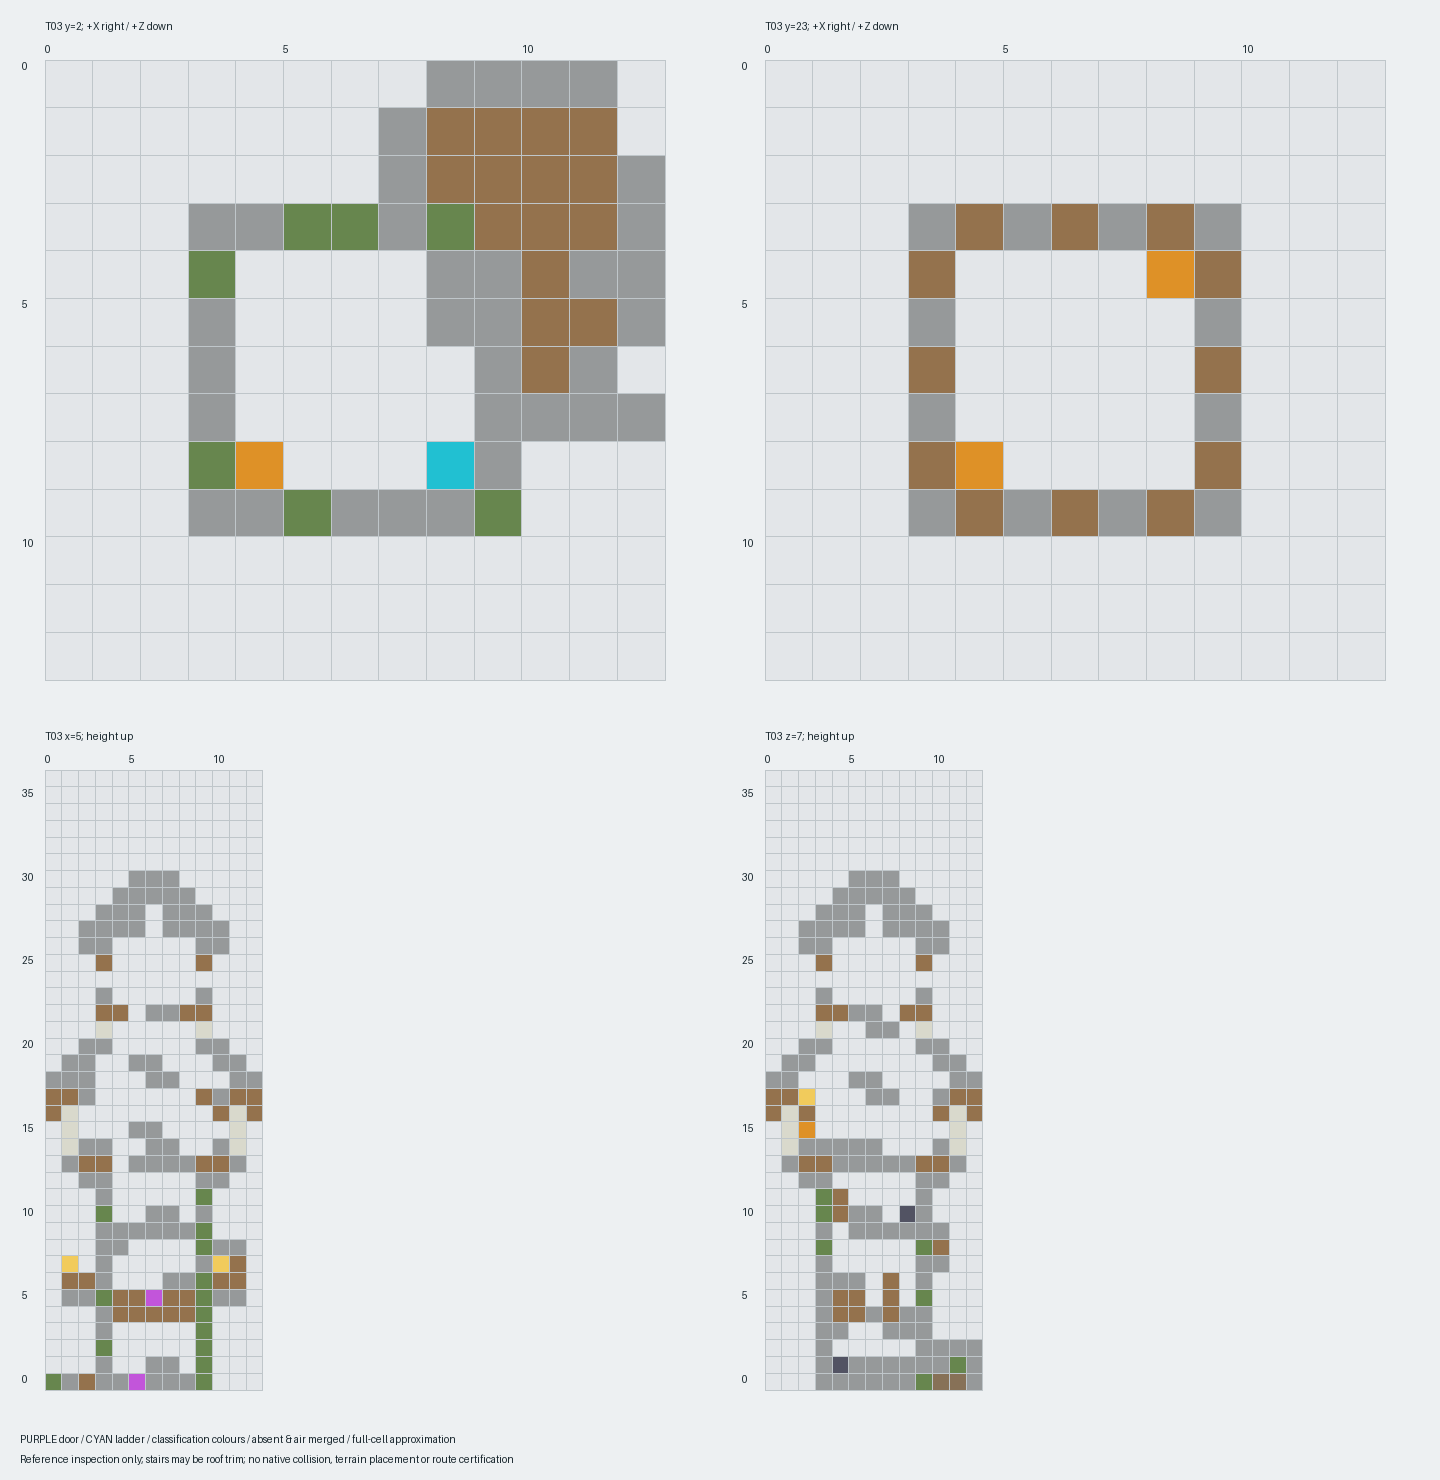 T03 y=2; +X right / +Z down
T03 y=23; +X right / +Z down
0 5 10
0 5 10
0
0
5
5
10
10
T03 x=5; height up
T03 z=7; height up
0 5 10
0 5 10
35
35
30
30
25
25
20
20
15
15
10
10
5
5
0
0
PURPLE door / CYAN ladder / classification colours / absent & air merged / full-cell approximation
Reference inspection only; stairs may be roof trim; no native collision, terrain placement or route certification